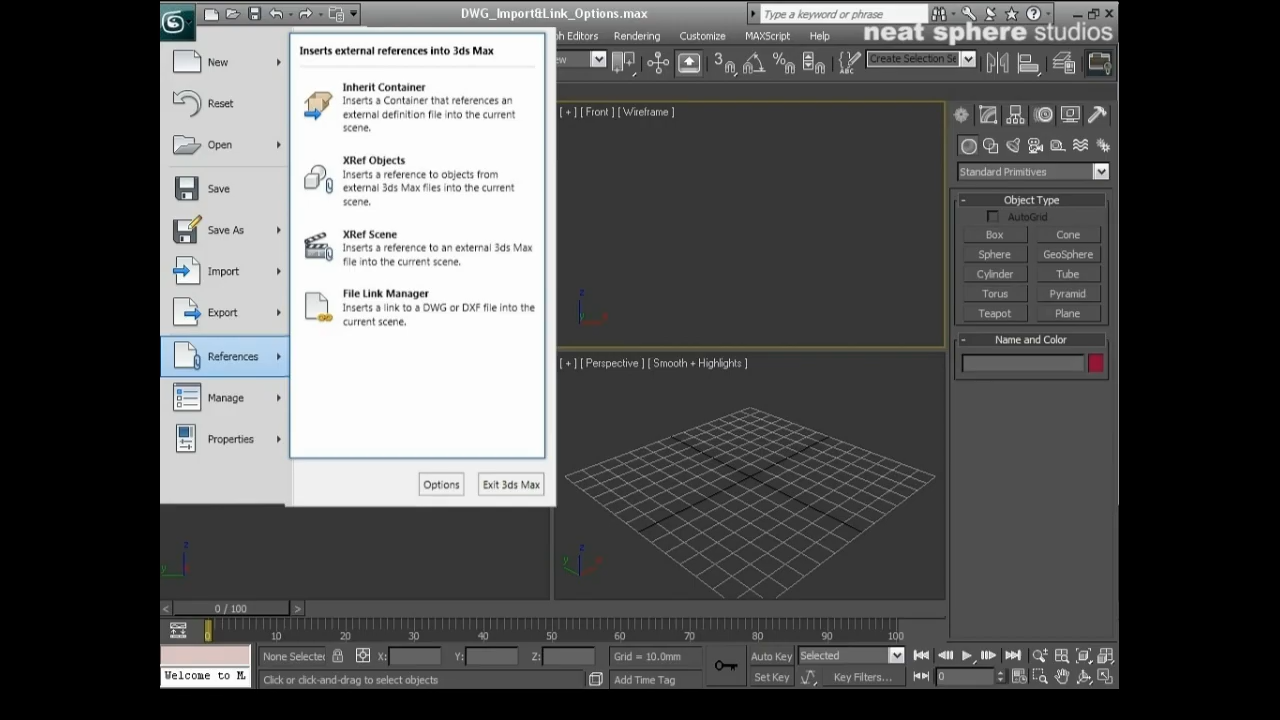 DWG_Import&Link_Options.max
Type a keyword or phrase
Rendering
Customize
MAXScript
Help
neat sphere studios
Create Selection Se
New
Reset
Open
Save
Save As
Import
Export
References
Manage
Properties
Inserts external references into 3ds Max
Inherit Container
Inserts a Container that references an
external definition file into the current
scene.
XRef Objects
Inserts a reference to objects from
external 3ds Max files into the current
scene.
XRef Scene
Inserts a reference to an external 3ds Max
file into the current scene.
File Link Manager
Inserts a link to a DWG or DXF file into the
current scene.
Options
Exit 3ds Max
[ + ] [ Front ] [ Wireframe ]
[ + ] [ Perspective ] [ Smooth + Highlights ]
Standard Primitives
Object Type
AutoGrid
Box
Cone
Sphere
GeoSphere
Cylinder
Tube
Torus
Pyramid
Teapot
Plane
Name and Color
0 / 100
0 10 20 30 40 50 60 70 80 90 100
None Selected
X:
Y:
Z:
Grid = 10.0mm
Auto Key
Selected
Welcome to M
Click or click-and-drag to select objects
Add Time Tag
Set Key
Key Filters...
0